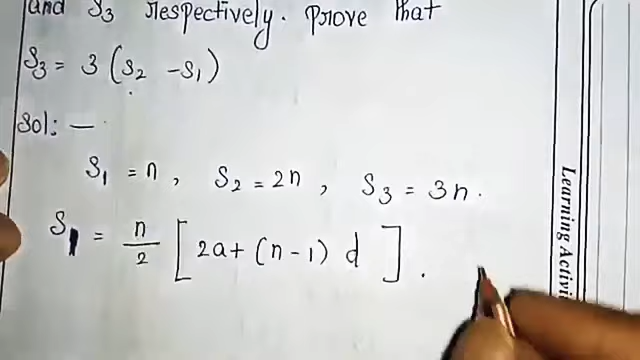 and S₃ respectively. prove that
S₃ = 3 (S₂ - S₁)
Sol: —
S₁ = n, S₂ = 2n, S₃ = 3n.
S₁ = n/2 [2a + (n - 1) d].
Learning Activi